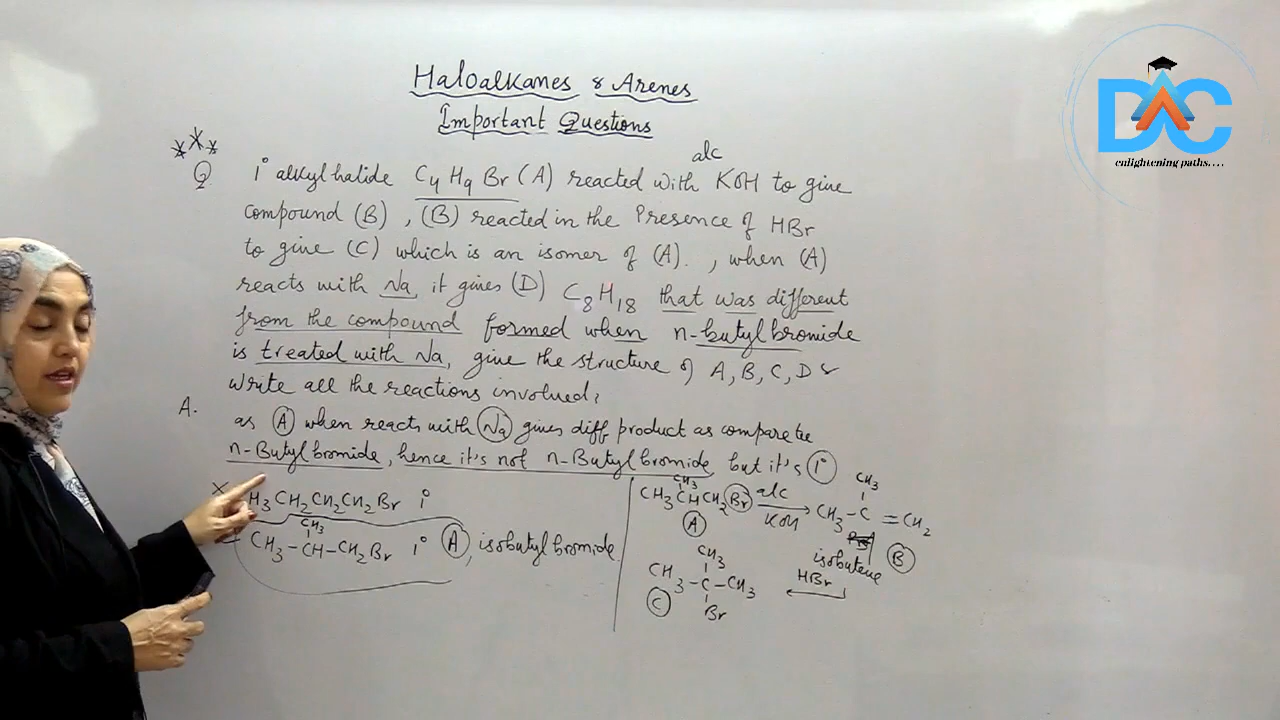 Haloalkanes & Arenes
Important Questions
DAC
enlightening paths....
alc
Q 1° alkyl halide C4H9Br (A) reacted with KOH to give
compound (B), (B) reacted in the Presence of HBr
to give (C) which is an isomer of (A). , when (A)
reacts with Na it gives (D) C8H18 that was different
from the compound formed when n-butyl bromide
is treated with Na, give the structure of A, B, C, D &
Write all the reactions involved?
A.
as (A) when reacts with (Na) gives diff product as compare to
n-Butyl bromide, hence it's not n-Butyl bromide but it's 1°
H3 CH2CH2CH2Br 1°
CH3
CH3-CH-CH2Br 1° (A), isobutyl bromide
CH3
CH3CHCH2Br alc
KOH
(A)
CH3
CH3-C=CH2
isobutene (B)
HBr
CH3
CH3-C-CH3
Br
(C)